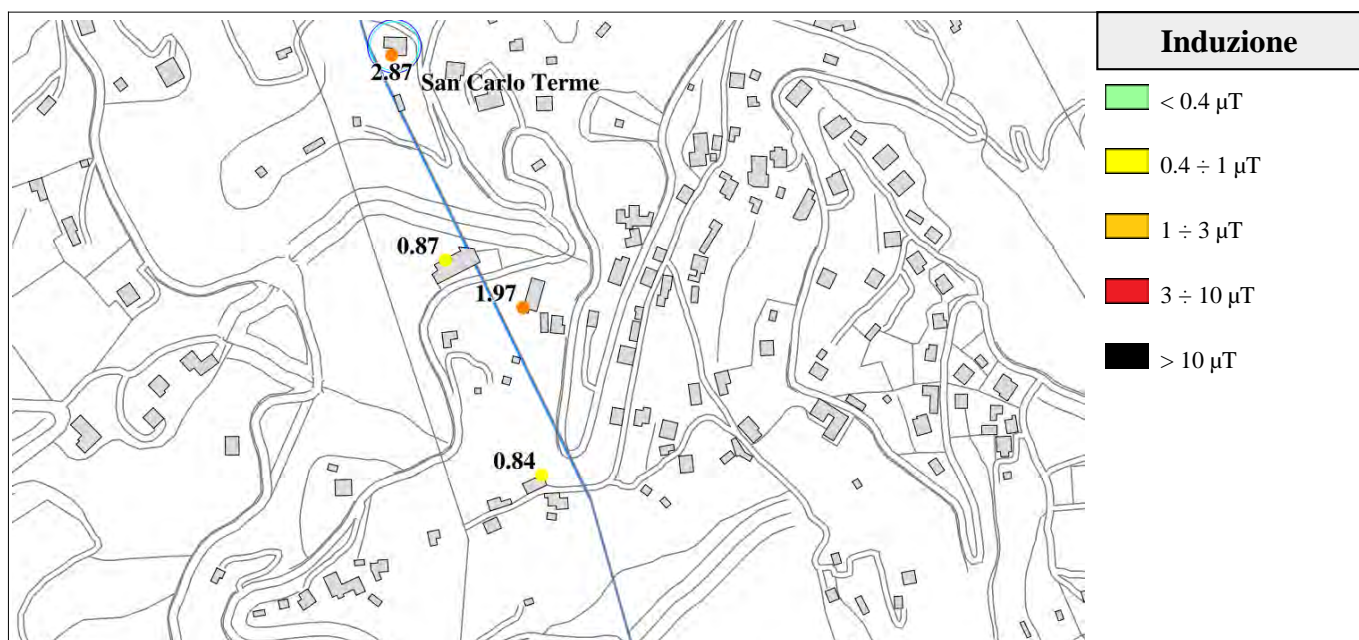 Induzione
2.87
San Carlo Terme
< 0.4 µT
0.4 ÷ 1 µT
0.87
1 ÷ 3 µT
1.97
3 ÷ 10 µT
> 10 µT
0.84